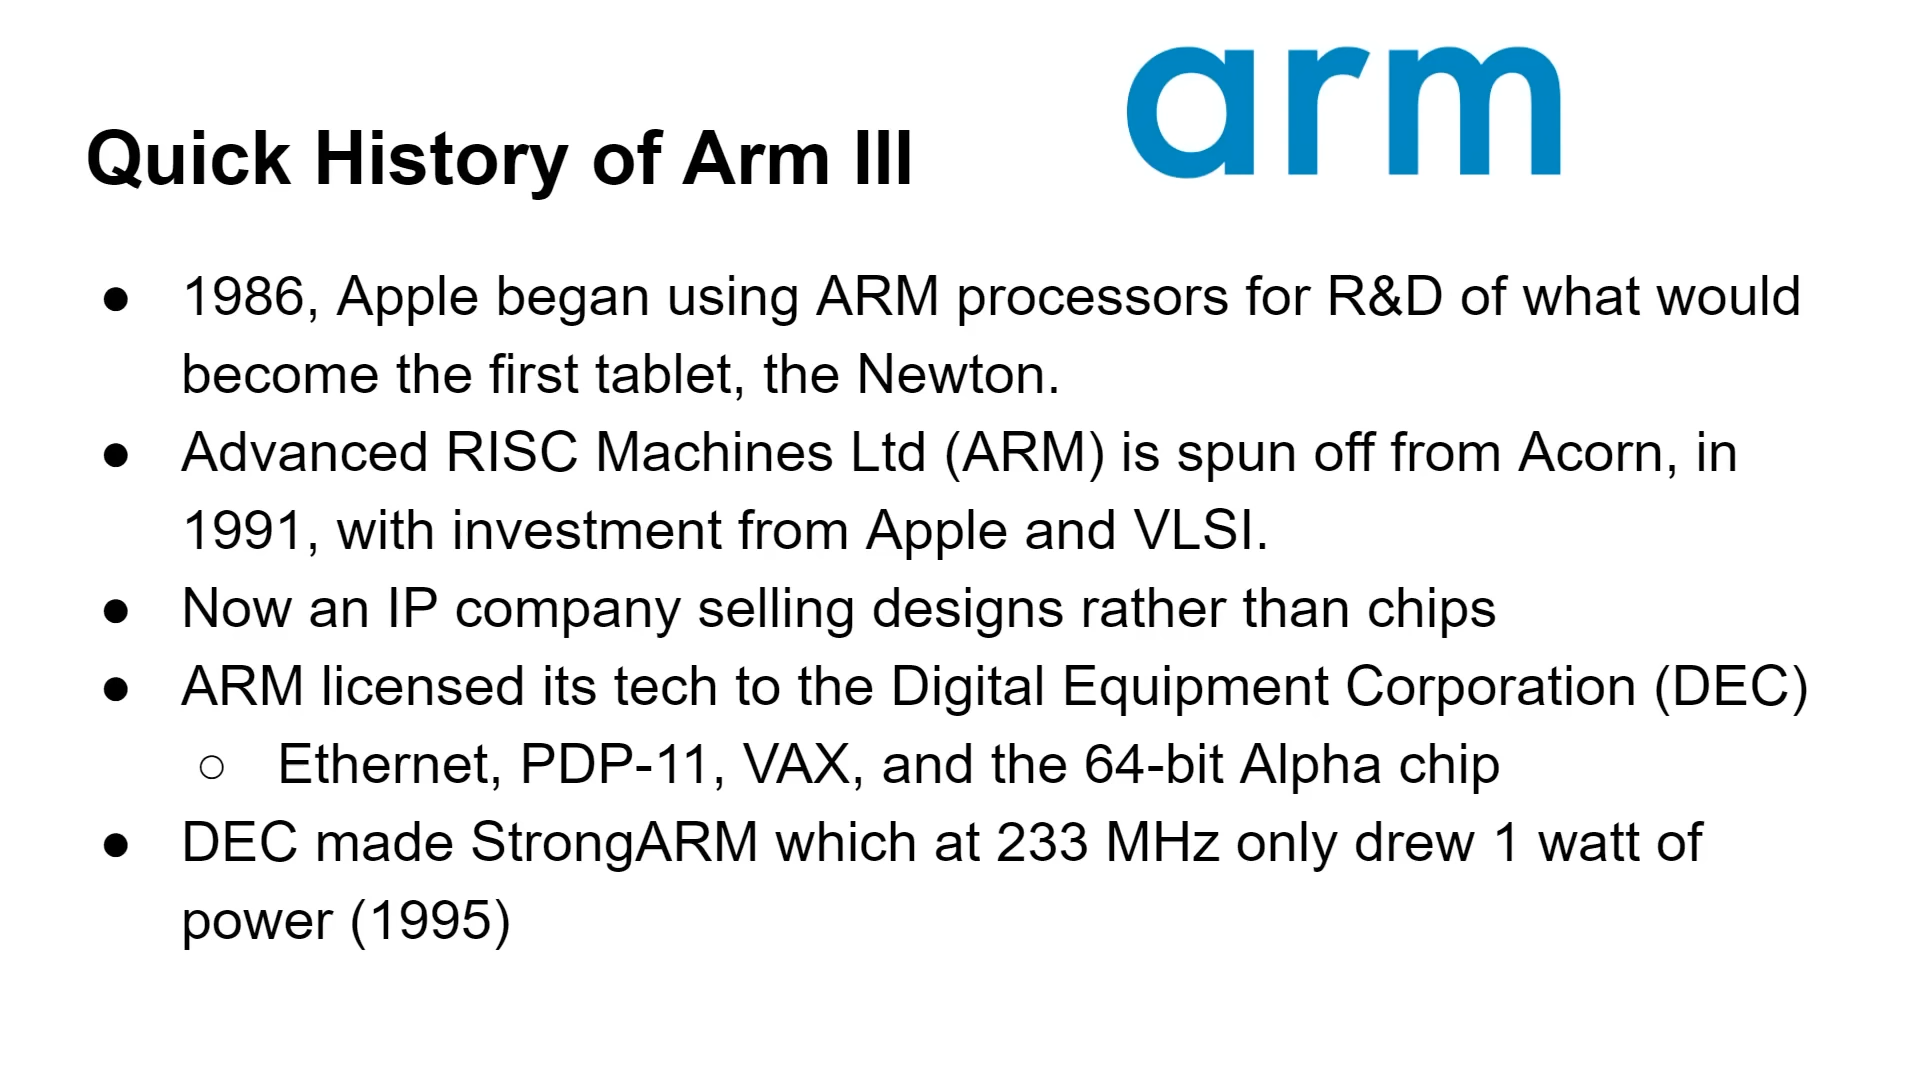 arm
Quick History of Arm III
● 1986, Apple began using ARM processors for R&D of what would
become the first tablet, the Newton.
● Advanced RISC Machines Ltd (ARM) is spun off from Acorn, in
1991, with investment from Apple and VLSI.
● Now an IP company selling designs rather than chips
● ARM licensed its tech to the Digital Equipment Corporation (DEC)
○ Ethernet, PDP-11, VAX, and the 64-bit Alpha chip
● DEC made StrongARM which at 233 MHz only drew 1 watt of
power (1995)